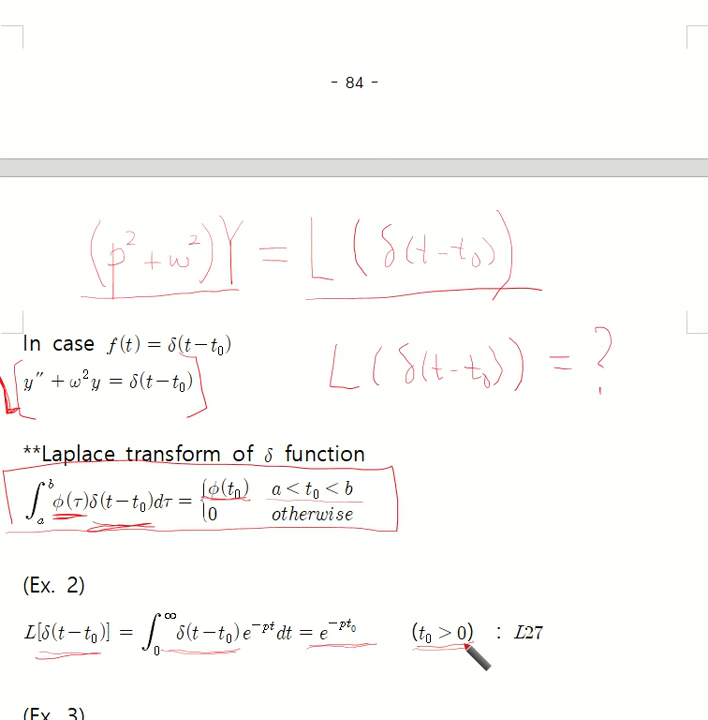 - 84 -
(p²+w²)Y = L(δ(t-t₀))
In case f(t) = δ(t-t₀)
L(δ(t-t₀)) = ?
y″ + ω²y = δ(t-t₀)
**Laplace transform of δ function
∫ₐᵇ φ(τ)δ(t-t₀)dτ = {φ(t₀) a < t₀ < b
{0 otherwise
(Ex. 2)
L[δ(t-t₀)] = ∫₀^∞ δ(t-t₀)e^{-pt}dt = e^{-pt₀} (t₀ > 0) : L27
(Ex. 3)